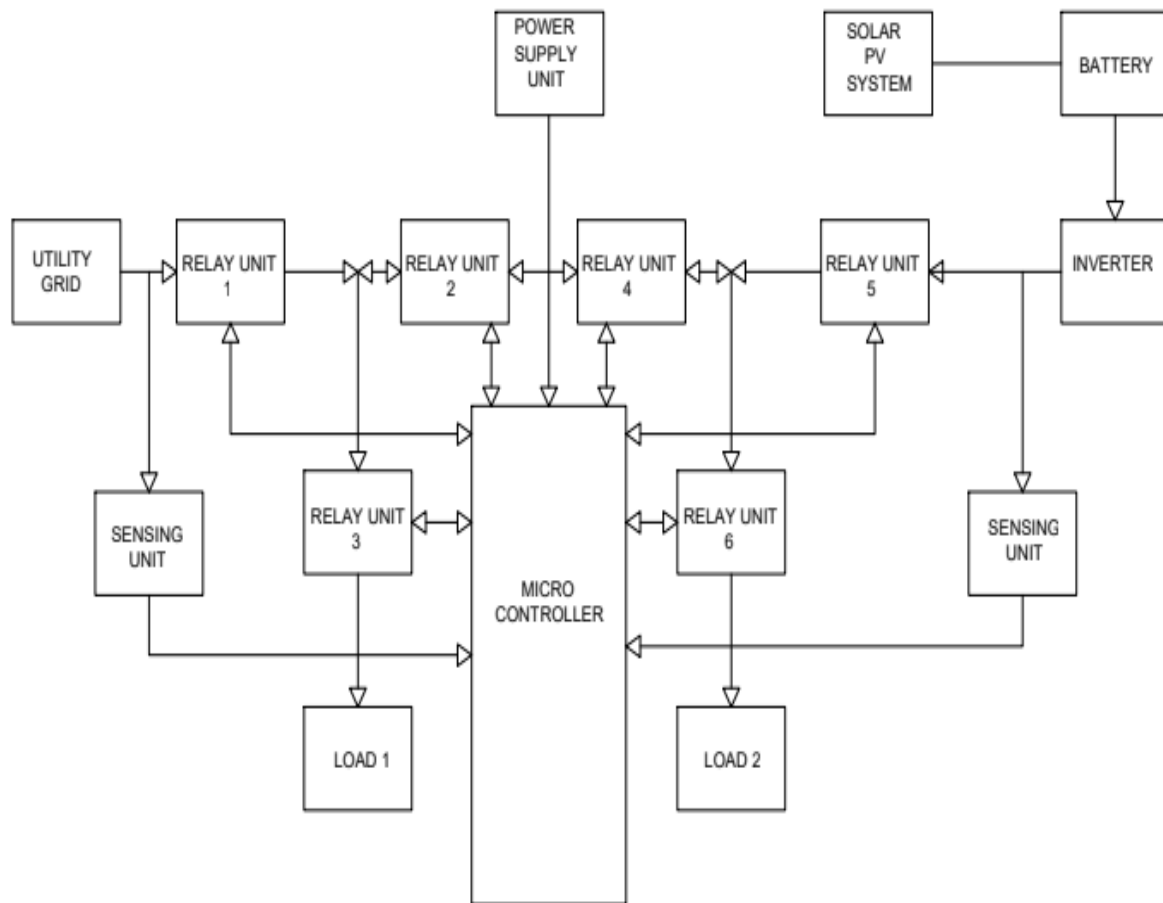 POWER
SUPPLY
UNIT
SOLAR
PV
SYSTEM
BATTERY
UTILITY
GRID
RELAY UNIT
1
RELAY UNIT
2
RELAY UNIT
4
RELAY UNIT
5
INVERTER
SENSING
UNIT
RELAY UNIT
3
MICRO
CONTROLLER
RELAY UNIT
6
SENSING
UNIT
LOAD 1
LOAD 2